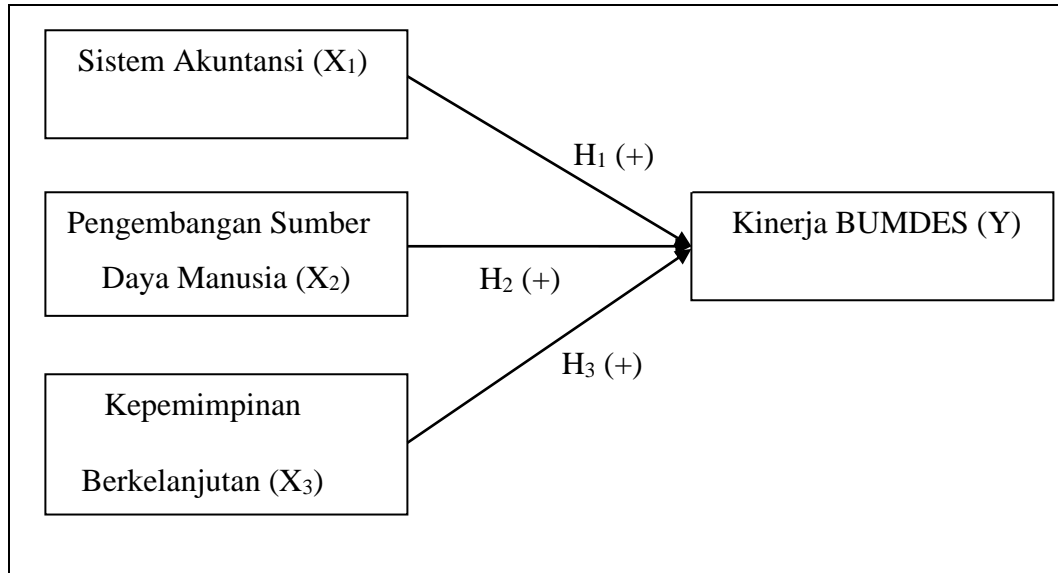 Sistem Akuntansi (X1)
H1 (+)
Pengembangan Sumber
Daya Manusia (X2)
H2 (+)
Kinerja BUMDES (Y)
H3 (+)
Kepemimpinan
Berkelanjutan (X3)